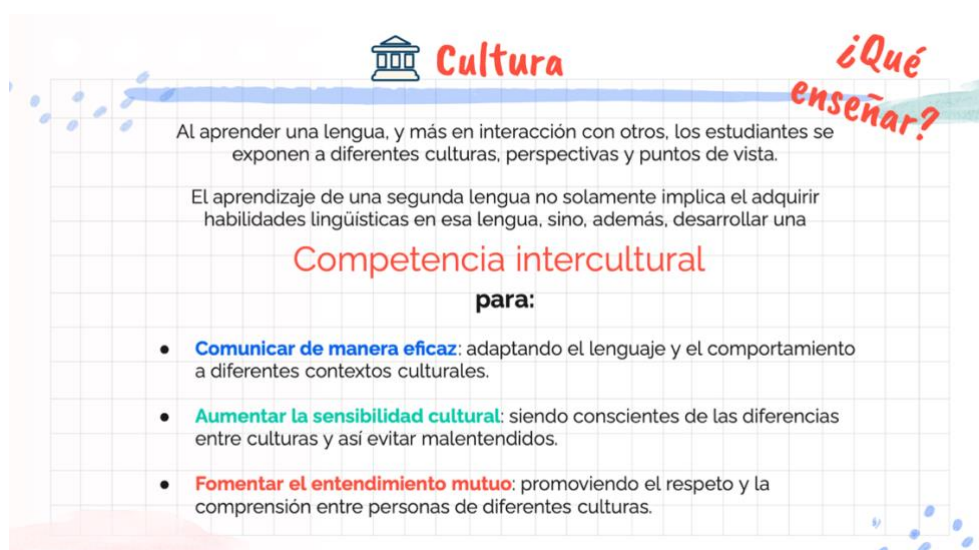 Cultura
¿Qué
enseñar?
Al aprender una lengua, y más en interacción con otros, los estudiantes se
exponen a diferentes culturas, perspectivas y puntos de vista.
El aprendizaje de una segunda lengua no solamente implica el adquirir
habilidades lingüísticas en esa lengua, sino, además, desarrollar una
Competencia intercultural
para:
● Comunicar de manera eficaz: adaptando el lenguaje y el comportamiento
a diferentes contextos culturales.
● Aumentar la sensibilidad cultural: siendo conscientes de las diferencias
entre culturas y así evitar malentendidos.
● Fomentar el entendimiento mutuo: promoviendo el respeto y la
comprensión entre personas de diferentes culturas.